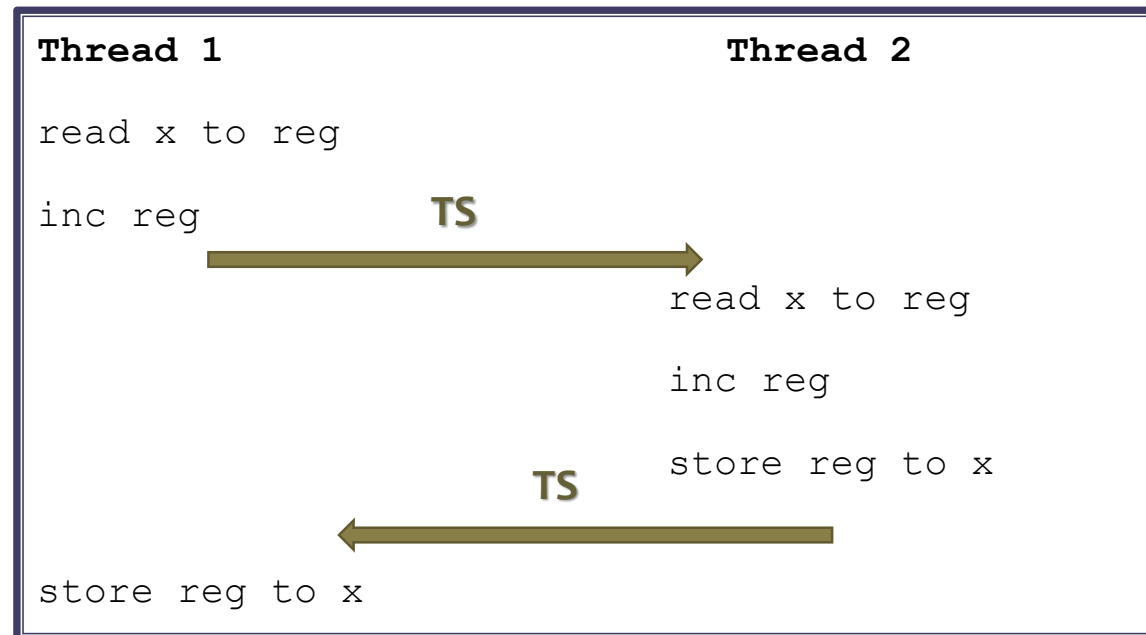 Thread 1 Thread 2
read x to reg
inc reg TS
read x to reg
inc reg
store reg to x
TS
store reg to x